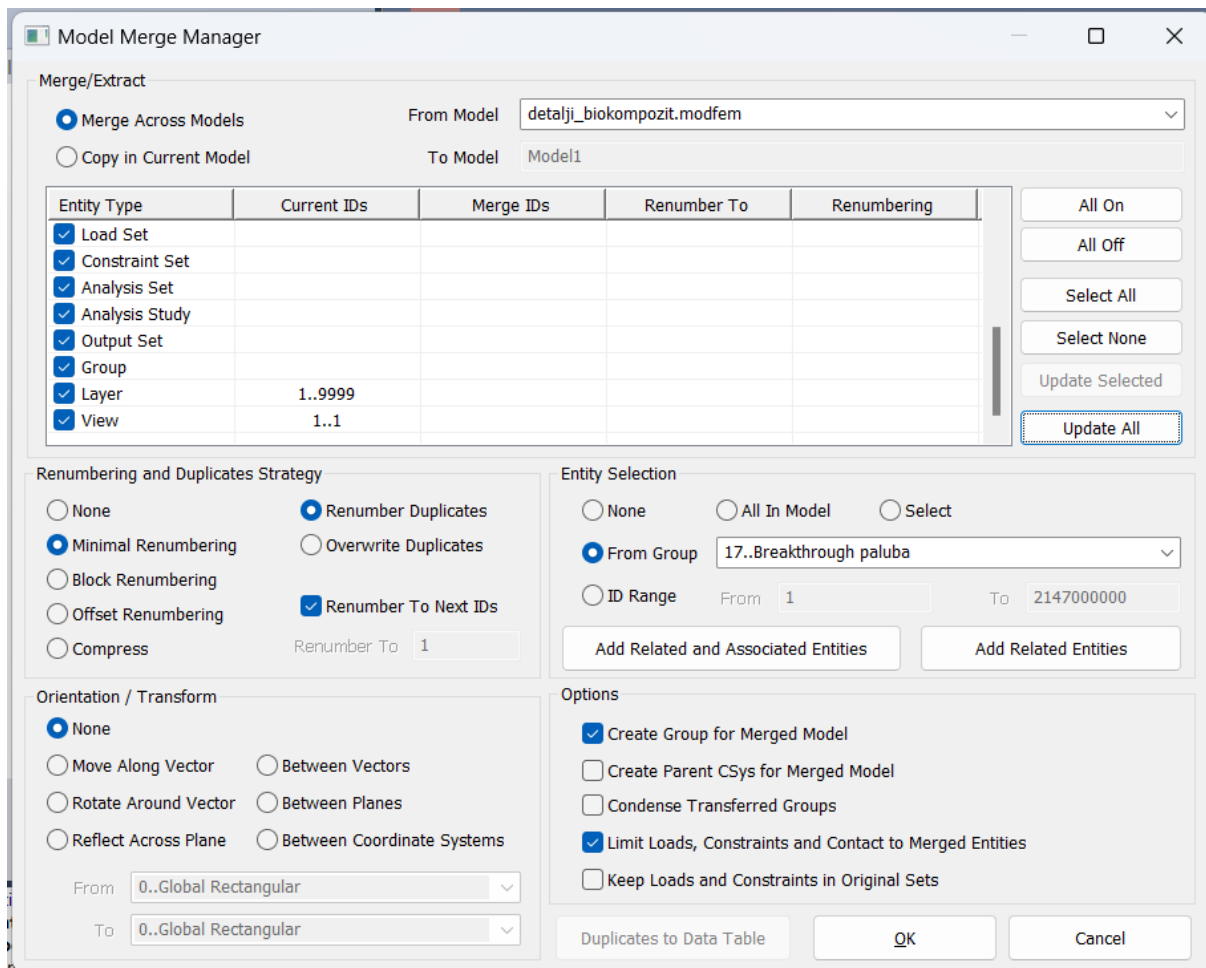 Model Merge Manager
Merge/Extract
Merge Across Models
From Model
detalji_biokompozit.modfem
Copy in Current Model
To Model
Model1
Entity Type Current IDs Merge IDs Renumber To Renumbering
Load Set
Constraint Set
Analysis Set
Analysis Study
Output Set
Group
Layer 1..9999
View 1..1
All On
All Off
Select All
Select None
Update Selected
Update All
Renumbering and Duplicates Strategy
None
Renumber Duplicates
Minimal Renumbering
Overwrite Duplicates
Block Renumbering
Offset Renumbering
Renumber To Next IDs
Compress
Renumber To 1
Entity Selection
None
All In Model
Select
From Group
17..Breakthrough paluba
ID Range
From 1
To 2147000000
Add Related and Associated Entities
Add Related Entities
Orientation / Transform
None
Move Along Vector
Between Vectors
Rotate Around Vector
Between Planes
Reflect Across Plane
Between Coordinate Systems
From 0..Global Rectangular
To 0..Global Rectangular
Options
Create Group for Merged Model
Create Parent CSys for Merged Model
Condense Transferred Groups
Limit Loads, Constraints and Contact to Merged Entities
Keep Loads and Constraints in Original Sets
Duplicates to Data Table
OK
Cancel